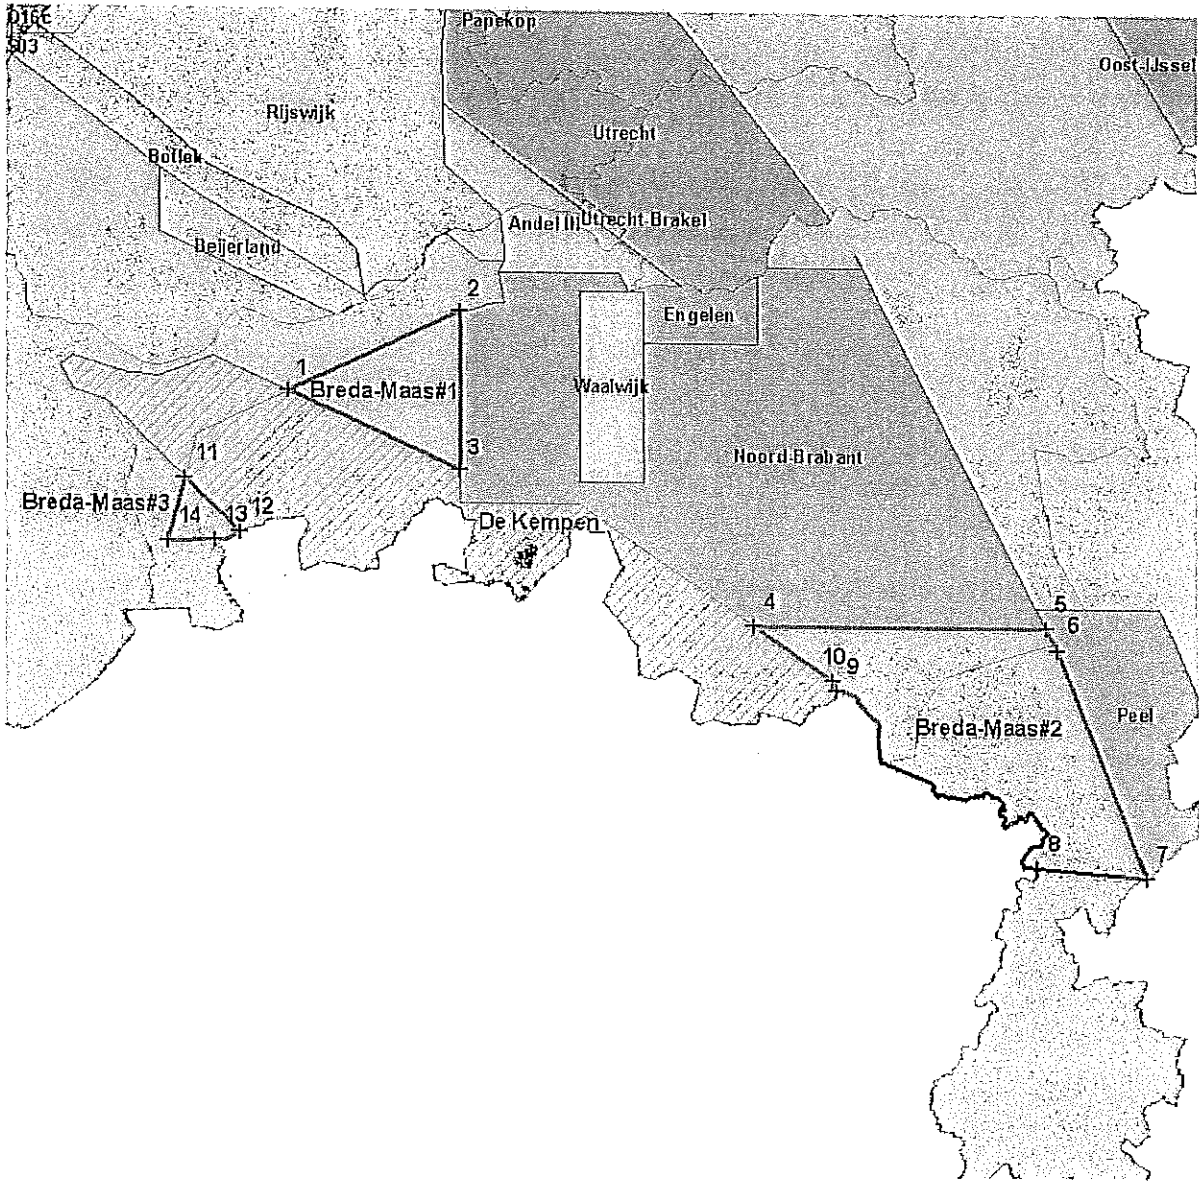 D16E
S03
Papekop
Oost-IJssel
Rijswijk
Utrecht
Botlek
Andel III
Utrecht-Brakel
Beijerland
2
Engelen
1
Breda-Maas#1
Waalwijk
3
Noord-Brabant
11
Breda-Maas#3
14
13
12
De Kempen
4
5
6
10
9
Peel
Breda-Maas#2
8
7